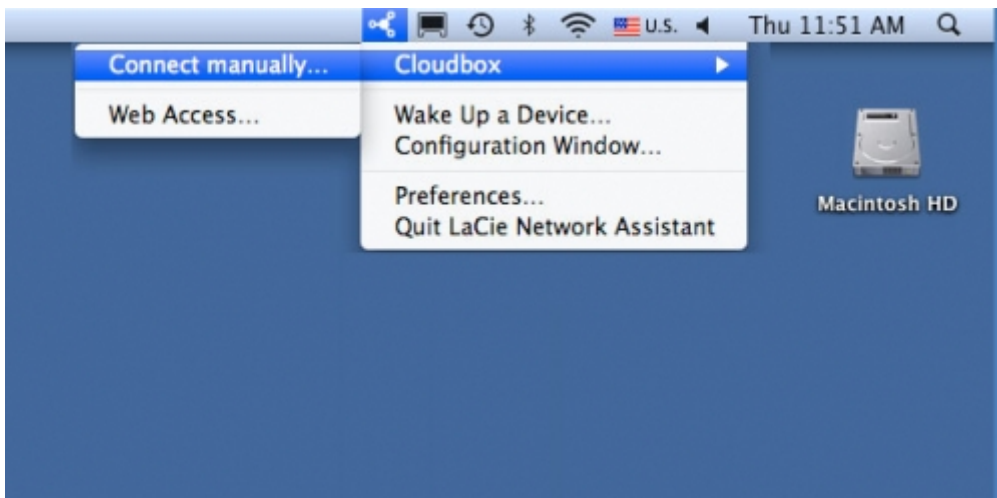 U.S. Thu 11:51 AM
Connect manually...
Web Access...
Cloudbox
Wake Up a Device...
Configuration Window...
Preferences...
Quit LaCie Network Assistant
Macintosh HD